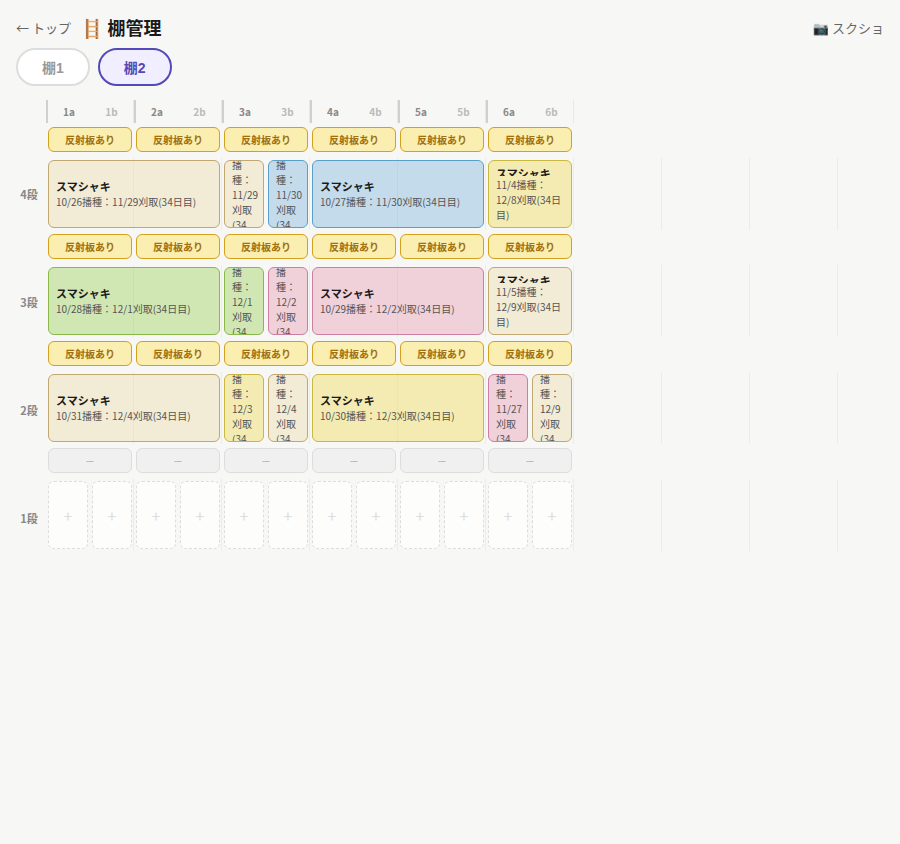 ← トップ 🪜 棚管理 📷 スクショ
棚1 棚2
1a 1b 2a 2b 3a 3b 4a 4b 5a 5b 6a 6b
反射板あり 反射板あり 反射板あり 反射板あり 反射板あり 反射板あり
4段
スマシャキ
10/26播種：11/29刈取(34日目)
播
種：
11/29
刈取
(34
播
種：
11/30
刈取
(34
スマシャキ
10/27播種：11/30刈取(34日目)
スマシャキ
11/4播種：
12/8刈取(34日
目)
反射板あり 反射板あり 反射板あり 反射板あり 反射板あり 反射板あり
3段
スマシャキ
10/28播種：12/1刈取(34日目)
播
種：
12/1
刈取
(34
播
種：
12/2
刈取
(34
スマシャキ
10/29播種：12/2刈取(34日目)
スマシャキ
11/5播種：
12/9刈取(34日
目)
反射板あり 反射板あり 反射板あり 反射板あり 反射板あり 反射板あり
2段
スマシャキ
10/31播種：12/4刈取(34日目)
播
種：
12/3
刈取
(34
播
種：
12/4
刈取
(34
スマシャキ
10/30播種：12/3刈取(34日目)
播
種：
11/27
刈取
(34
播
種：
12/9
刈取
(34
– – – – – –
1段
+ + + + + + + + + + + +